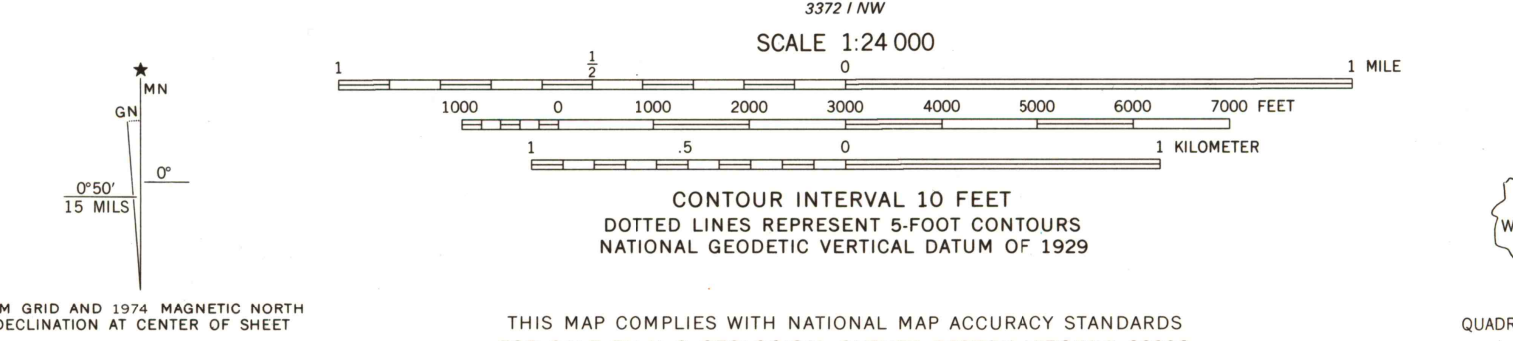 3372 I NW
SCALE 1:24 000
1 1/2 0 1 MILE
1000 0 1000 2000 3000 4000 5000 6000 7000 FEET
1 .5 0 1 KILOMETER
CONTOUR INTERVAL 10 FEET
DOTTED LINES REPRESENT 5-FOOT CONTOURS
NATIONAL GEODETIC VERTICAL DATUM OF 1929
THIS MAP COMPLIES WITH NATIONAL MAP ACCURACY STANDARDS
MN
GN
0°
0°50'
15 MILS
M GRID AND 1974 MAGNETIC NORTH
DECLINATION AT CENTER OF SHEET
W
QUADR